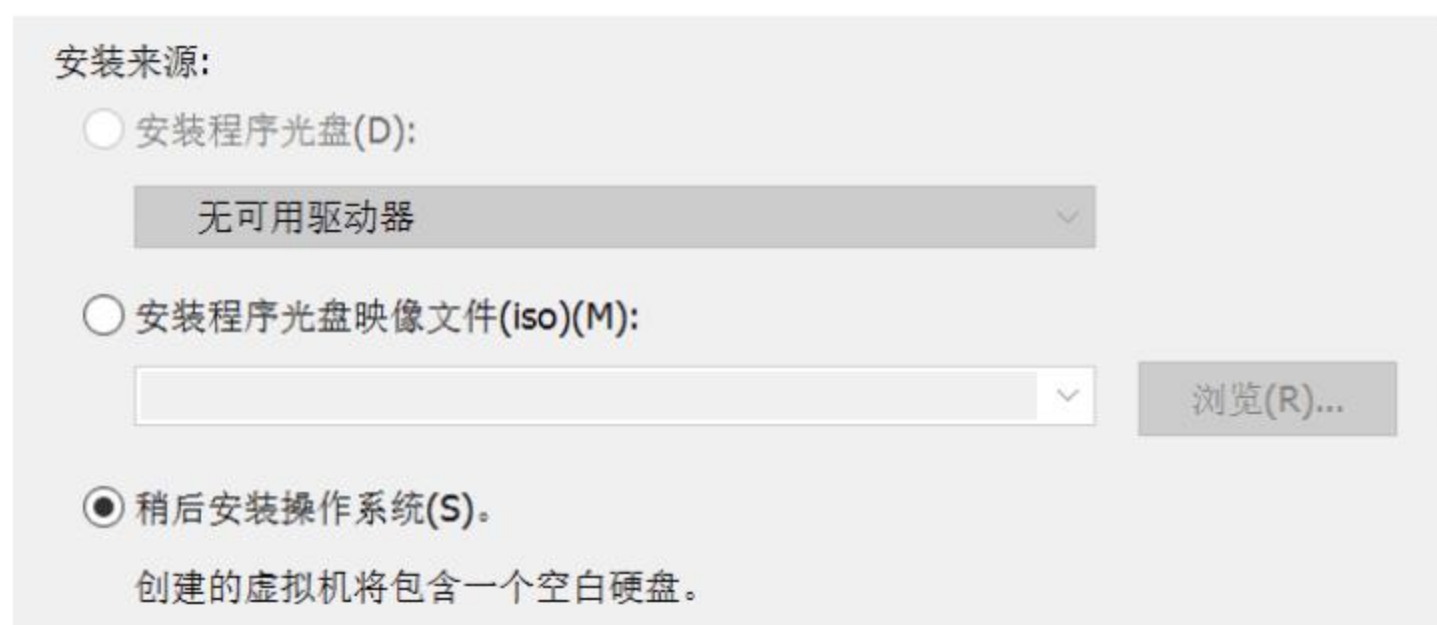 安装来源:
安装程序光盘(D):
无可用驱动器
安装程序光盘映像文件(iso)(M):
浏览(R)...
稍后安装操作系统(S)。
创建的虚拟机将包含一个空白硬盘。